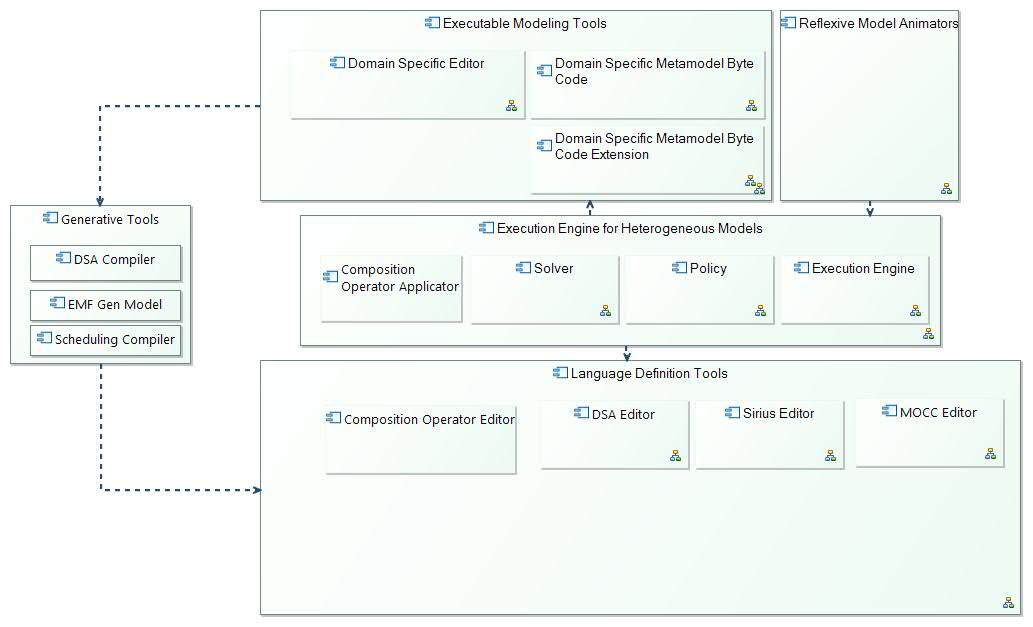 Executable Modeling Tools
Reflexive Model Animators
Domain Specific Editor
Domain Specific Metamodel Byte
Code
Domain Specific Metamodel Byte
Code Extension
Generative Tools
DSA Compiler
EMF Gen Model
Scheduling Compiler
Execution Engine for Heterogeneous Models
Composition
Operator Applicator
Solver
Policy
Execution Engine
Language Definition Tools
Composition Operator Editor
DSA Editor
Sirius Editor
MOCC Editor